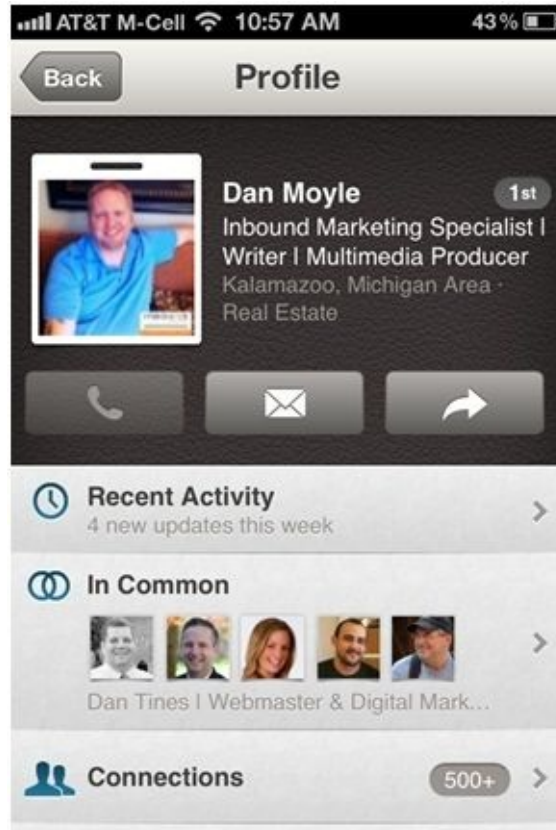 AT&T M-Cell 10:57 AM 43%
Back Profile
Dan Moyle 1st
Inbound Marketing Specialist |
Writer | Multimedia Producer
Kalamazoo, Michigan Area ·
Real Estate
Recent Activity
4 new updates this week
In Common
Dan Tines | Webmaster & Digital Mark...
Connections 500+